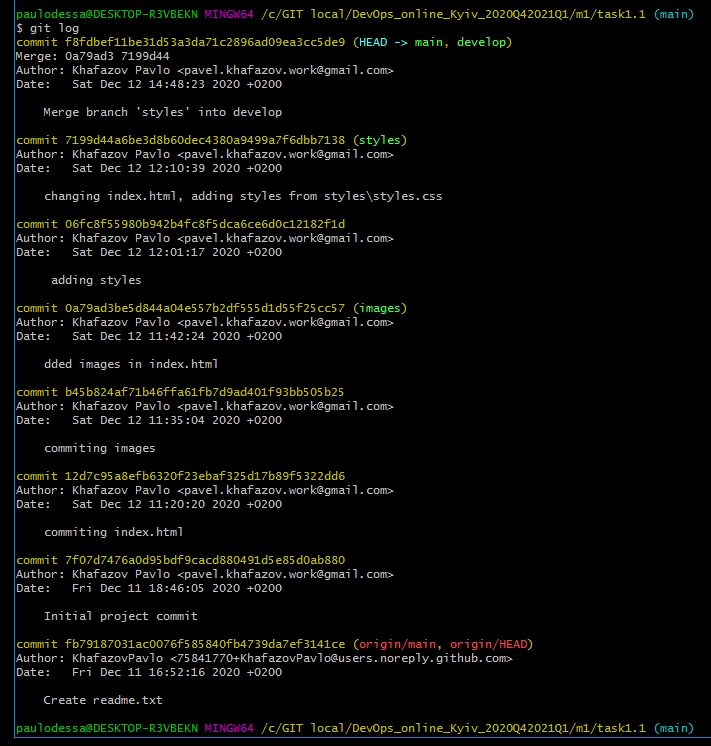 paulodessa@DESKTOP-R3VBEKN MINGW64 /c/GIT local/DevOps_online_Kyiv_2020Q42021Q1/m1/task1.1 (main)
$ git log
commit f8fdbef11be31d53a3da71c2896ad09ea3cc5de9 (HEAD -> main, develop)
Merge: 0a79ad3 7199d44
Author: Khafazov Pavlo <pavel.khafazov.work@gmail.com>
Date:   Sat Dec 12 14:48:23 2020 +0200

    Merge branch 'styles' into develop

commit 7199d44a6be3d8b60dec4380a9499a7f6dbb7138 (styles)
Author: Khafazov Pavlo <pavel.khafazov.work@gmail.com>
Date:   Sat Dec 12 12:10:39 2020 +0200

    changing index.html, adding styles from styles\styles.css

commit 06fc8f55980b942b4fc8f5dca6ce6d0c12182f1d
Author: Khafazov Pavlo <pavel.khafazov.work@gmail.com>
Date:   Sat Dec 12 12:01:17 2020 +0200

     adding styles

commit 0a79ad3be5d844a04e557b2df555d1d55f25cc57 (images)
Author: Khafazov Pavlo <pavel.khafazov.work@gmail.com>
Date:   Sat Dec 12 11:42:24 2020 +0200

    dded images in index.html

commit b45b824af71b46ffa61fb7d9ad401f93bb505b25
Author: Khafazov Pavlo <pavel.khafazov.work@gmail.com>
Date:   Sat Dec 12 11:35:04 2020 +0200

    commiting images

commit 12d7c95a8efb6320f23ebaf325d17b89f5322dd6
Author: Khafazov Pavlo <pavel.khafazov.work@gmail.com>
Date:   Sat Dec 12 11:20:20 2020 +0200

    commiting index.html

commit 7f07d7476a0d95bdf9cacd880491d5e85d0ab880
Author: Khafazov Pavlo <pavel.khafazov.work@gmail.com>
Date:   Fri Dec 11 18:46:05 2020 +0200

    Initial project commit

commit fb79187031ac0076f585840fb4739da7ef3141ce (origin/main, origin/HEAD)
Author: KhafazovPavlo <75841770+KhafazovPavlo@users.noreply.github.com>
Date:   Fri Dec 11 16:52:16 2020 +0200

    Create readme.txt

paulodessa@DESKTOP-R3VBEKN MINGW64 /c/GIT local/DevOps_online_Kyiv_2020Q42021Q1/m1/task1.1 (main)